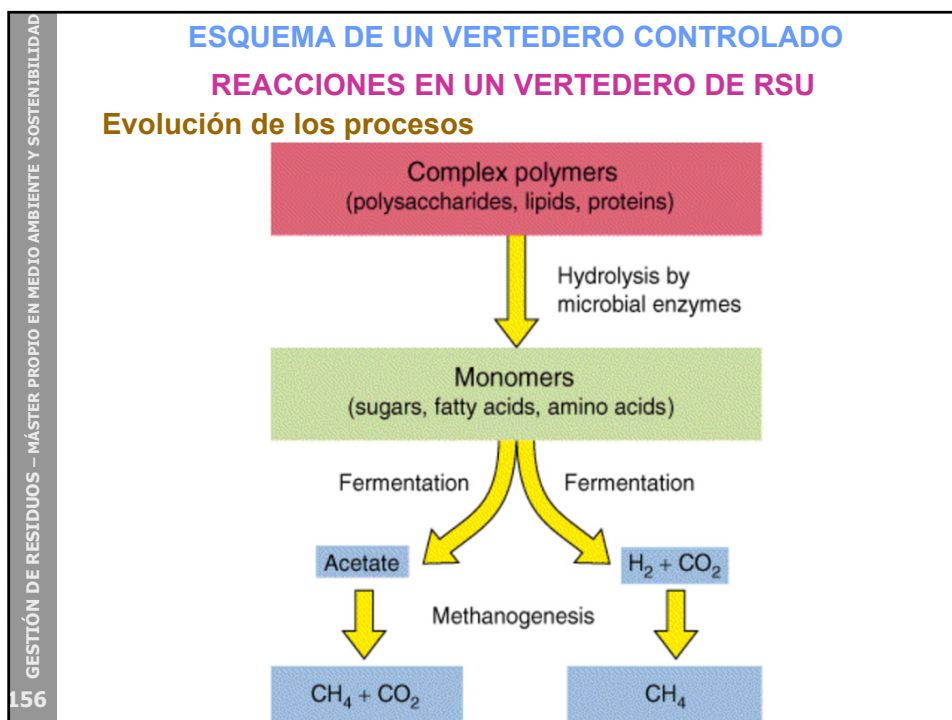 ESQUEMA DE UN VERTEDERO CONTROLADO
REACCIONES EN UN VERTEDERO DE RSU
Evolución de los procesos
Complex polymers
(polysaccharides, lipids, proteins)
Hydrolysis by
microbial enzymes
Monomers
(sugars, fatty acids, amino acids)
Fermentation
Fermentation
Acetate
H₂ + CO₂
Methanogenesis
CH₄ + CO₂
CH₄
GESTIÓN DE RESIDUOS – MÁSTER PROPIO EN MEDIO AMBIENTE Y SOSTENIBILIDAD
156